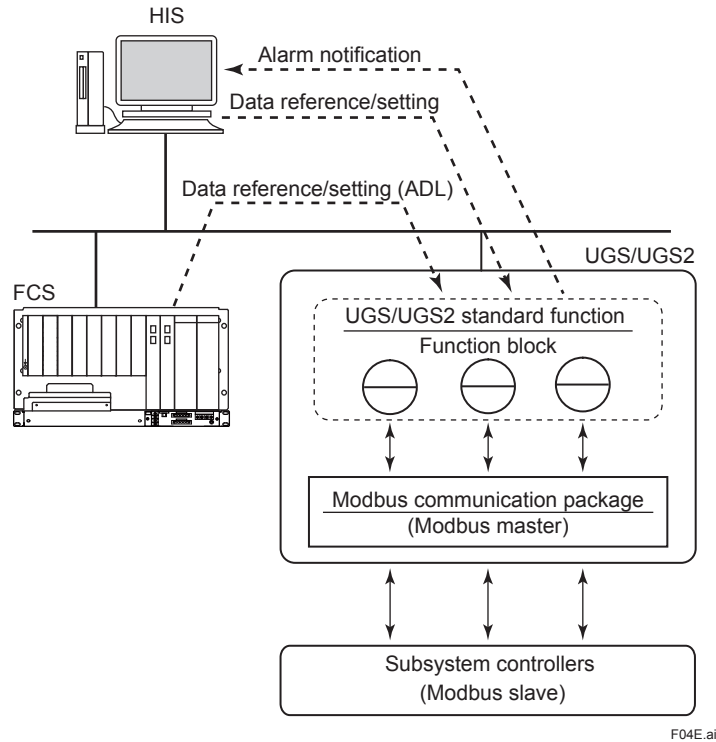 HIS
Alarm notification
Data reference/setting
Data reference/setting (ADL)
UGS/UGS2
FCS
UGS/UGS2 standard function
Function block
Modbus communication package
(Modbus master)
Subsystem controllers
(Modbus slave)
F04E.ai